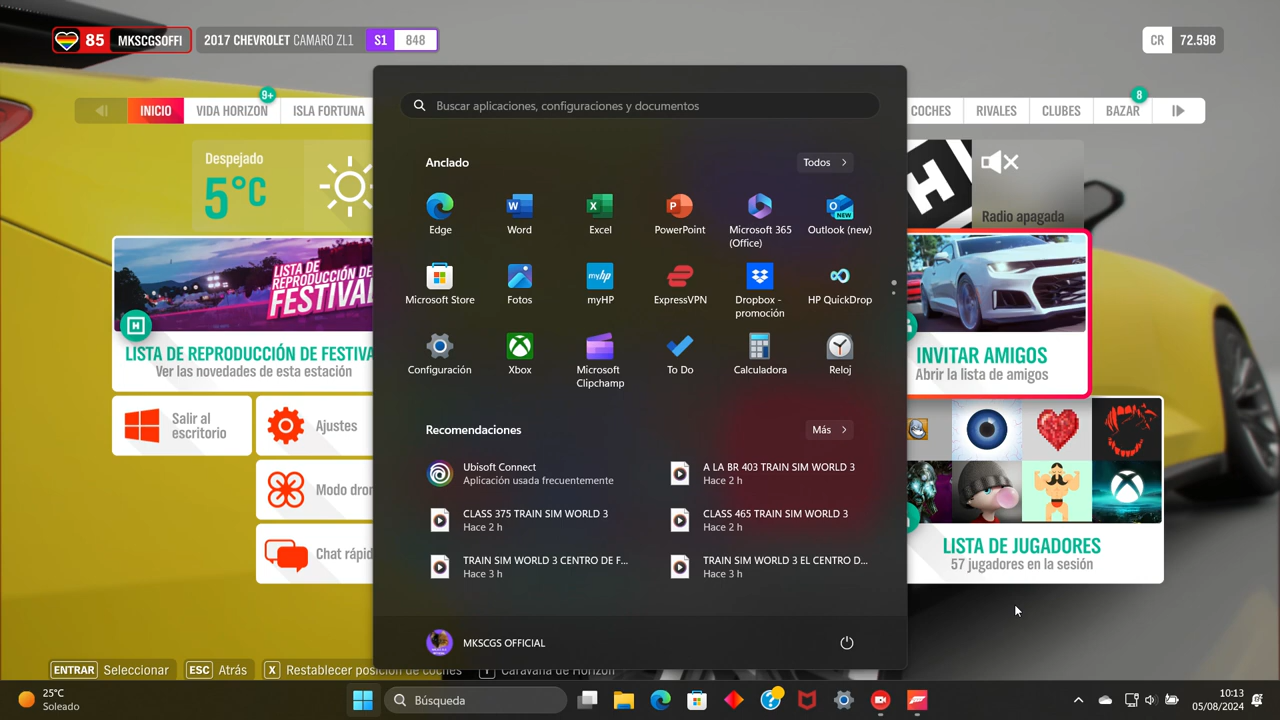 85 MKSCGSOFFI
2017 CHEVROLET CAMARO ZL1 S1 848
CR 72.598
INICIO
9+
VIDA HORIZON
ISLA FORTUNA
COCHES
RIVALES
CLUBES
8
BAZAR
Despejado
5°C
Radio apagada
LISTA DE
REPRODUCCIÓN DE
FESTIVAL
LISTA DE REPRODUCCIÓN DE FESTIVA
Ver las novedades de esta estación
Salir al
escritorio
Ajustes
Modo dron
Chat rápid
INVITAR AMIGOS
Abrir la lista de amigos
LISTA DE JUGADORES
57 jugadores en la sesión
ENTRAR Seleccionar
ESC Atrás
X Restablecer posición de coches
Y Caravana de Horizon
Buscar aplicaciones, configuraciones y documentos
Anclado
Todos
Edge
Word
W
Excel
X
PowerPoint
P
Microsoft 365
(Office)
Outlook (new)
O
NEW
Microsoft Store
Fotos
myHP
myhp
ExpressVPN
Dropbox -
promoción
HP QuickDrop
Configuración
Xbox
Microsoft
Clipchamp
To Do
Calculadora
Reloj
Recomendaciones
Más
Ubisoft Connect
Aplicación usada frecuentemente
A LA BR 403 TRAIN SIM WORLD 3
Hace 2 h
CLASS 375 TRAIN SIM WORLD 3
Hace 2 h
CLASS 465 TRAIN SIM WORLD 3
Hace 2 h
TRAIN SIM WORLD 3 CENTRO DE F...
Hace 3 h
TRAIN SIM WORLD 3 EL CENTRO D...
Hace 3 h
MKSCGS OFFICIAL
25°C
Soleado
Búsqueda
10:13
05/08/2024